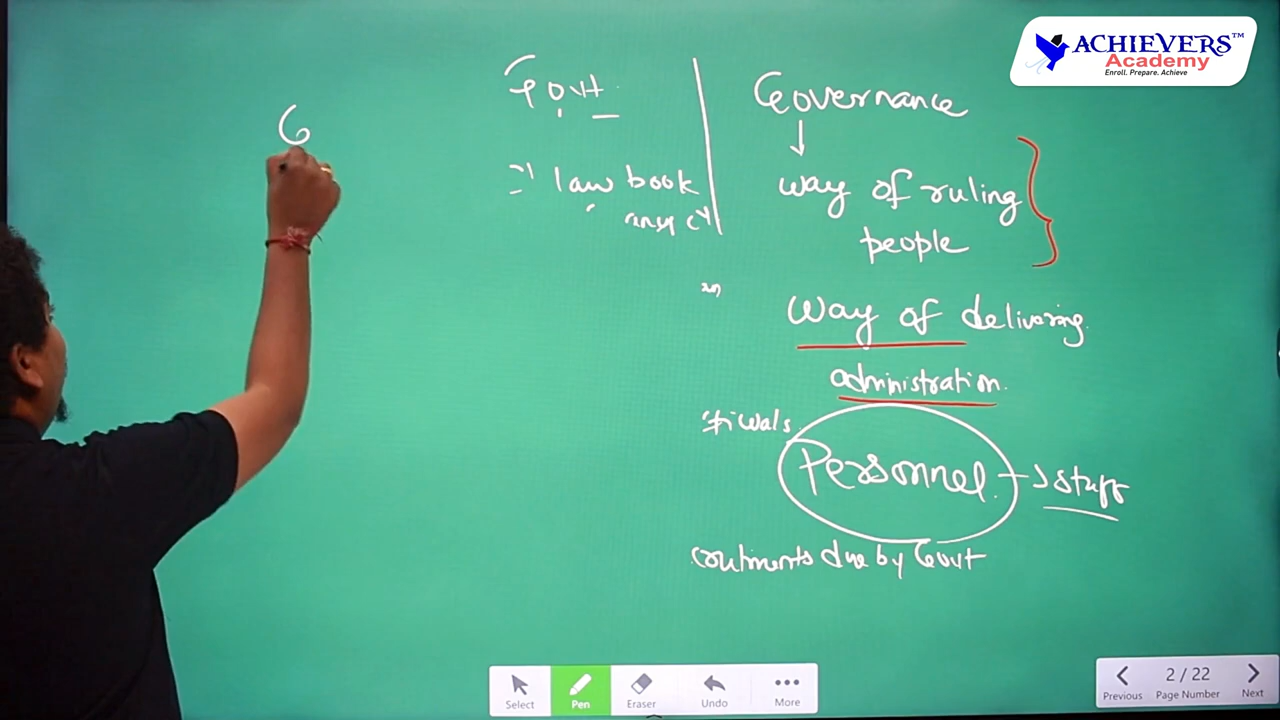 ACHIEVERS™
Academy
Enroll. Prepare. Achieve
G
Govt
law book
Governance
way of ruling
people
way of delivering
administration.
Personnel
staff
due by Govt
Select
Pen
Eraser
Undo
More
Previous
2 / 22
Page Number
Next